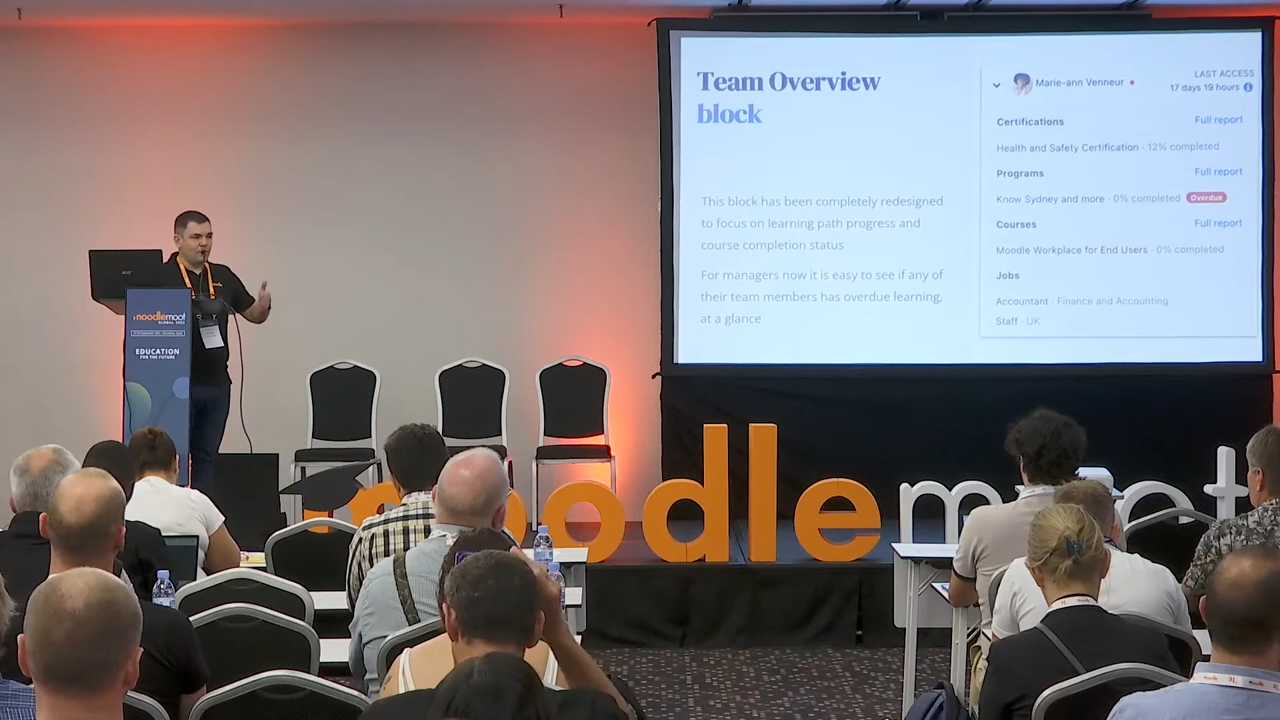 Team Overview
block
This block has been completely redesigned
to focus on learning path progress and
course completion status
For managers now it is easy to see if any of
their team members has overdue learning,
at a glance
Marie-ann Venneur
LAST ACCESS
17 days 19 hours
Certifications
Full report
Health and Safety Certification · 12% completed
Programs
Full report
Know Sydney and more · 0% completed Overdue
Courses
Full report
Moodle Workplace for End Users · 0% completed
Jobs
Accountant · Finance and Accounting
Staff · UK
acer
moodlemoot
GLOBAL 2022
EDUCATION
FOR THE FUTURE
moodle moot